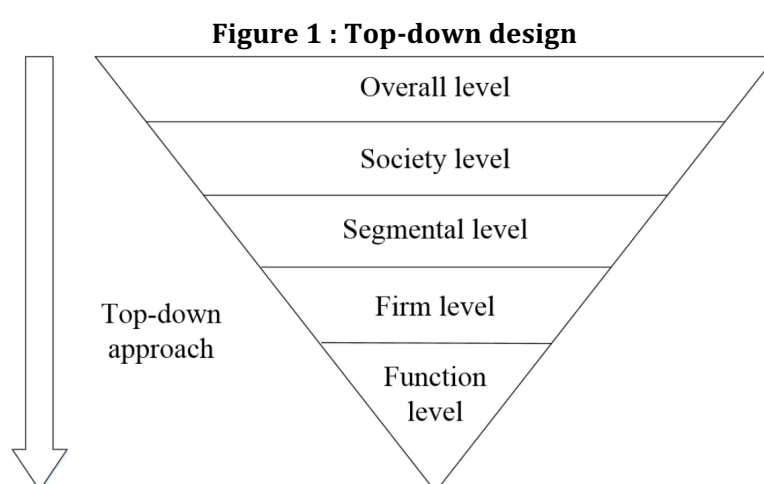 Figure 1 : Top-down design
Overall level
Society level
Segmental level
Firm level
Top-down
approach
Function
level